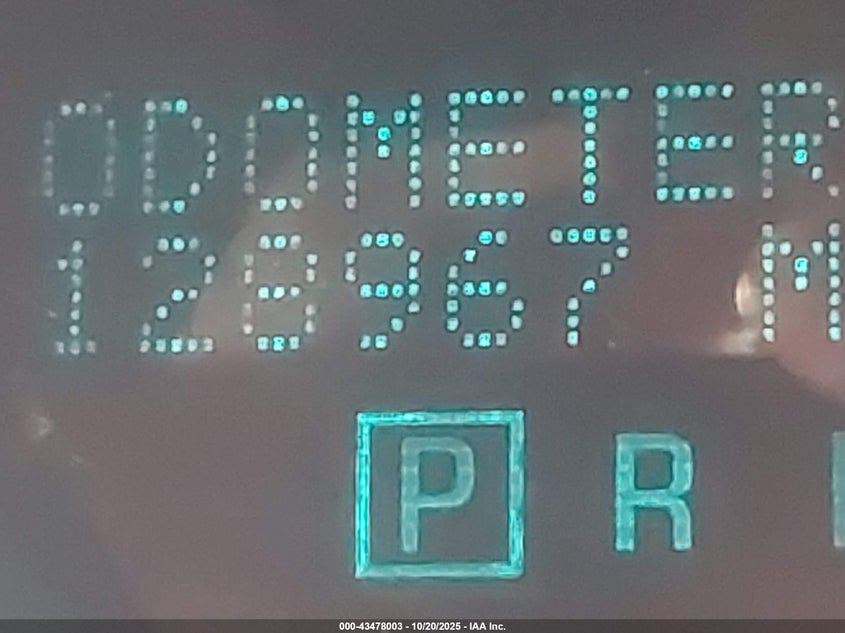 ODOMETER
128967 M
P R
000-43478003 - 10/20/2025 - IAA Inc.